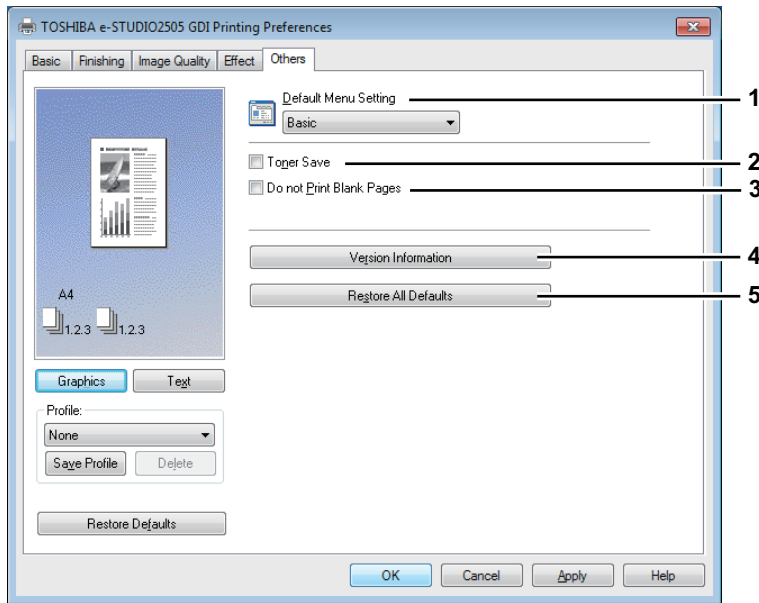 TOSHIBA e-STUDIO2505 GDI Printing Preferences
Basic Finishing Image Quality Effect Others
Default Menu Setting 1
Basic
Toner Save 2
Do not Print Blank Pages 3
Version Information 4
Restore All Defaults 5
A4
1.2.3 1.2.3
Graphics Text
Profile:
None
Save Profile Delete
Restore Defaults
OK Cancel Apply Help